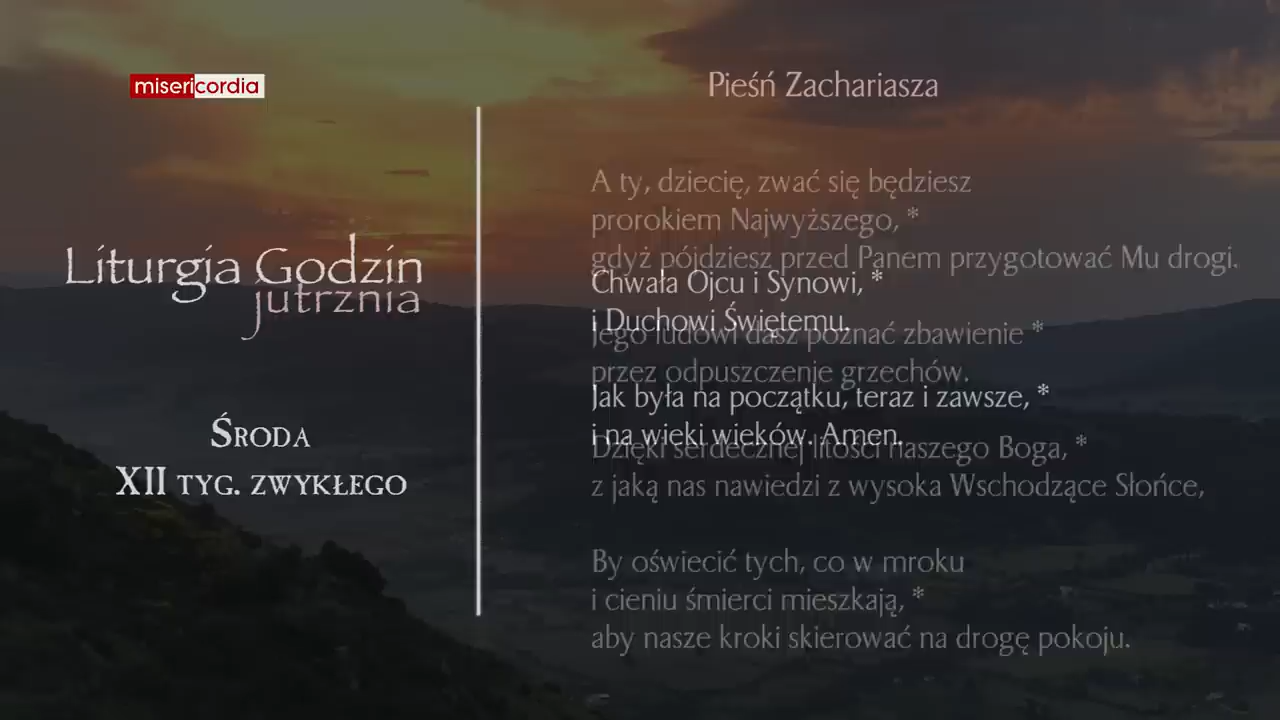 misericordia
Pieśń Zachariasza
Liturgia Godzin
jutrznia
Środa
XII tyg. zwykłego
A ty, dziecię, zwać się będziesz
prorokiem Najwyższego, *
gdyż pójdziesz przed Panem przygotować Mu drogi.
Chwała Ojcu i Synowi, *
i Duchowi Świętemu.
Jego ludowi dasz poznać zbawienie *
przez odpuszczenie grzechów.
Jak była na początku, teraz i zawsze, *
i na wieki wieków. Amen.
Dzięki serdecznej litości naszego Boga, *
z jaką nas nawiedzi z wysoka Wschodzące Słońce,
By oświecić tych, co w mroku
i cieniu śmierci mieszkają, *
aby nasze kroki skierować na drogę pokoju.